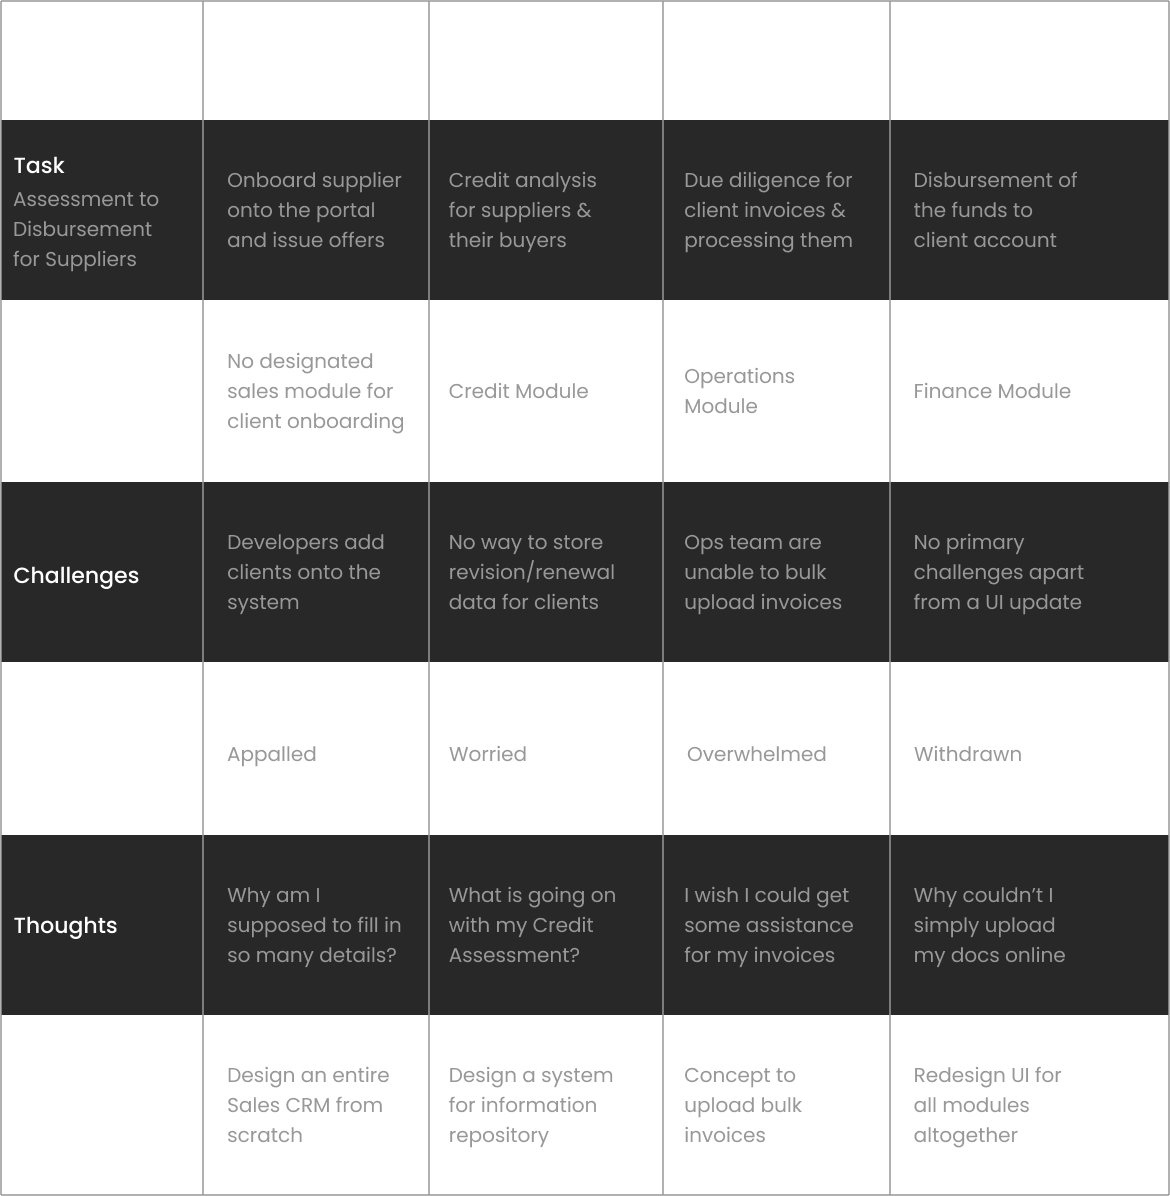 Task
Assessment to
Disbursement
for Suppliers
Onboard supplier
onto the portal
and issue offers
Credit analysis
for suppliers &
their buyers
Due diligence for
client invoices &
processing them
Disbursement of
the funds to
client account
No designated
sales module for
client onboarding
Credit Module
Operations
Module
Finance Module
Challenges
Developers add
clients onto the
system
No way to store
revision/renewal
data for clients
Ops team are
unable to bulk
upload invoices
No primary
challenges apart
from a UI update
Appalled
Worried
Overwhelmed
Withdrawn
Thoughts
Why am I
supposed to fill in
so many details?
What is going on
with my Credit
Assessment?
I wish I could get
some assistance
for my invoices
Why couldn’t I
simply upload
my docs online
Design an entire
Sales CRM from
scratch
Design a system
for information
repository
Concept to
upload bulk
invoices
Redesign UI for
all modules
altogether